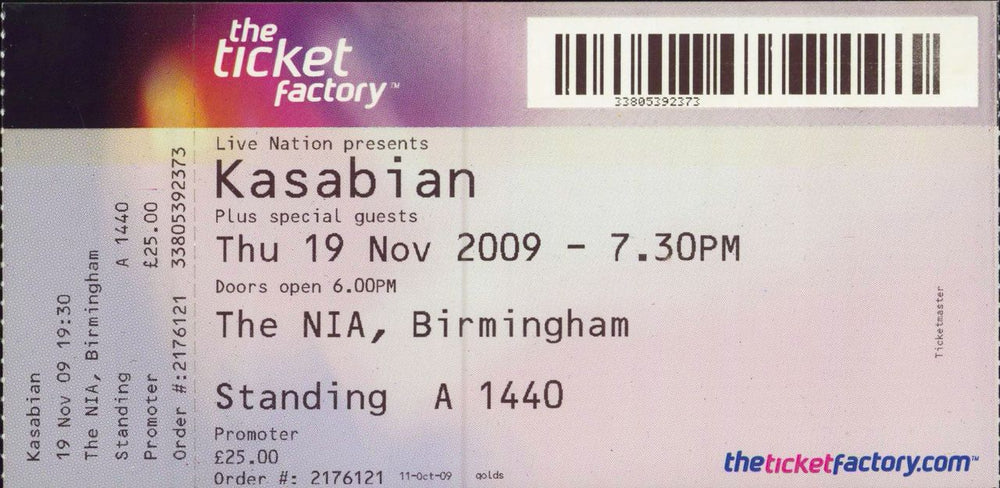 the
ticket
factory™
33805392373
Live Nation presents
Kasabian
Plus special guests
Thu 19 Nov 2009 - 7.30PM
Doors open 6.00PM
The NIA, Birmingham
Standing A 1440
Promoter
£25.00
Order #: 2176121 11-Oct-09 golds
theticketfactory.com™
Ticketmaster
Kasabian
19 Nov 09 19:30
The NIA, Birmingham
Standing A 1440
Promoter £25.00
Order #:2176121 33805392373